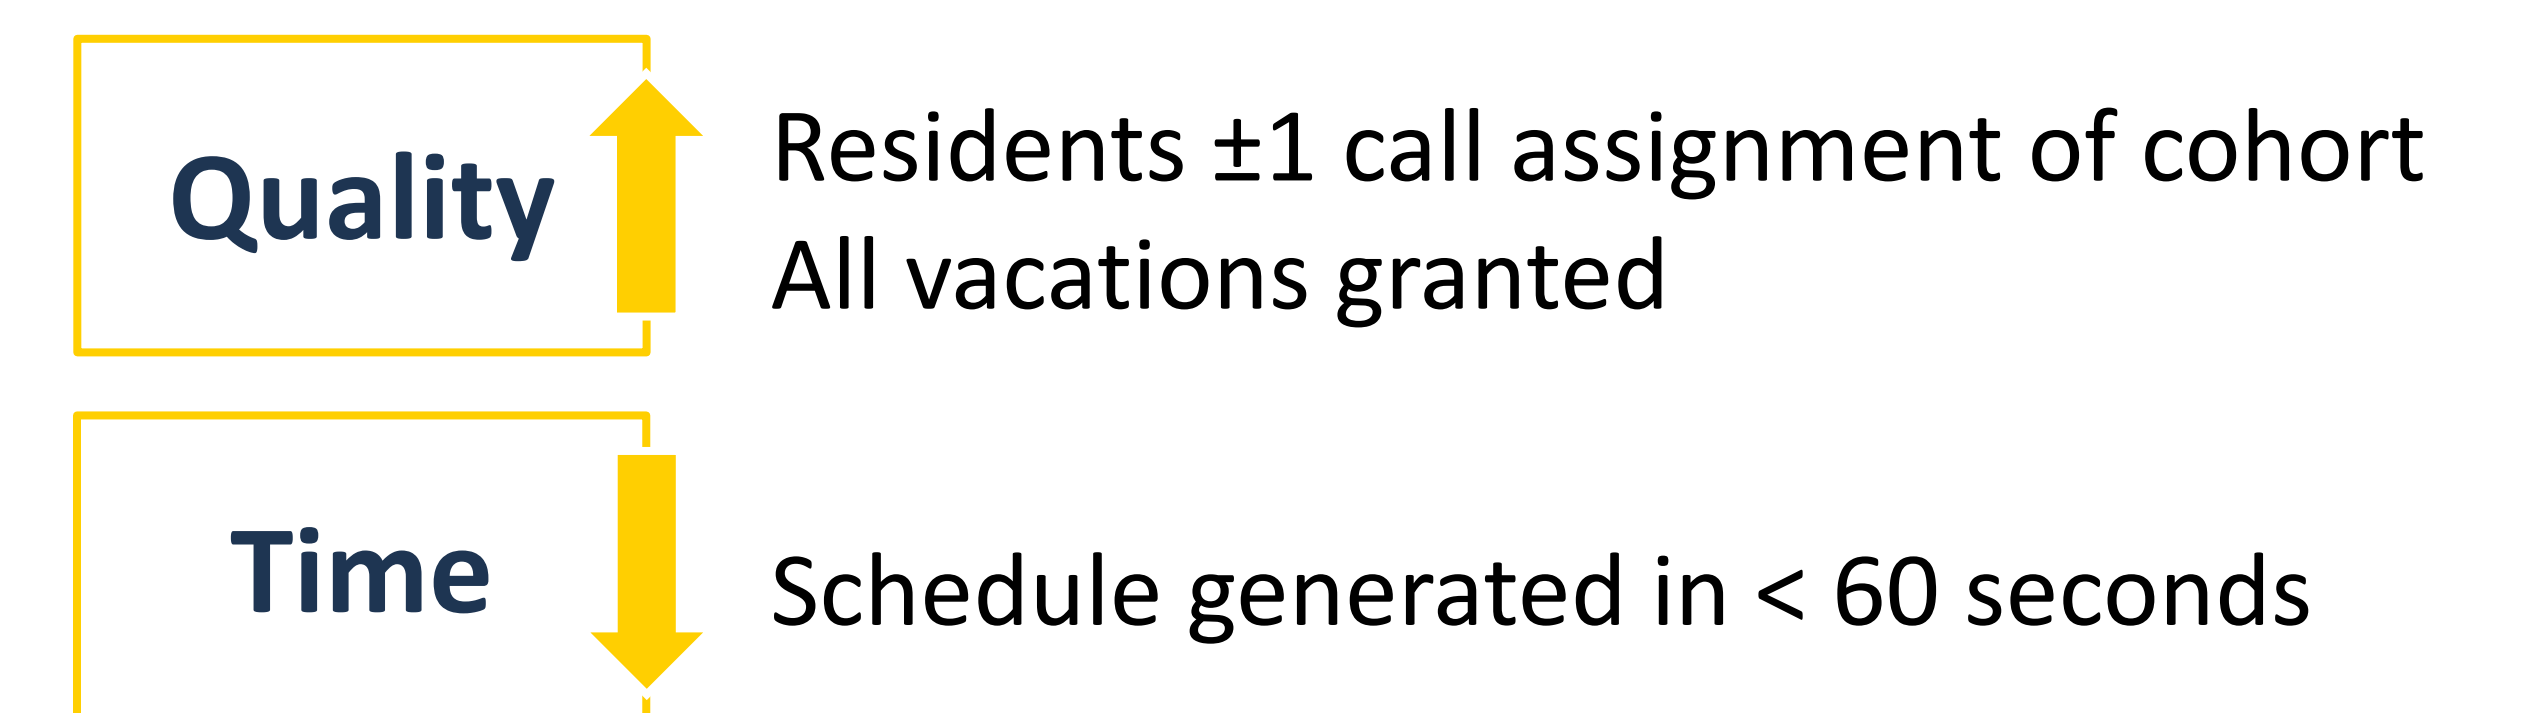 Quality
Residents ±1 call assignment of cohort
All vacations granted
Time
Schedule generated in < 60 seconds